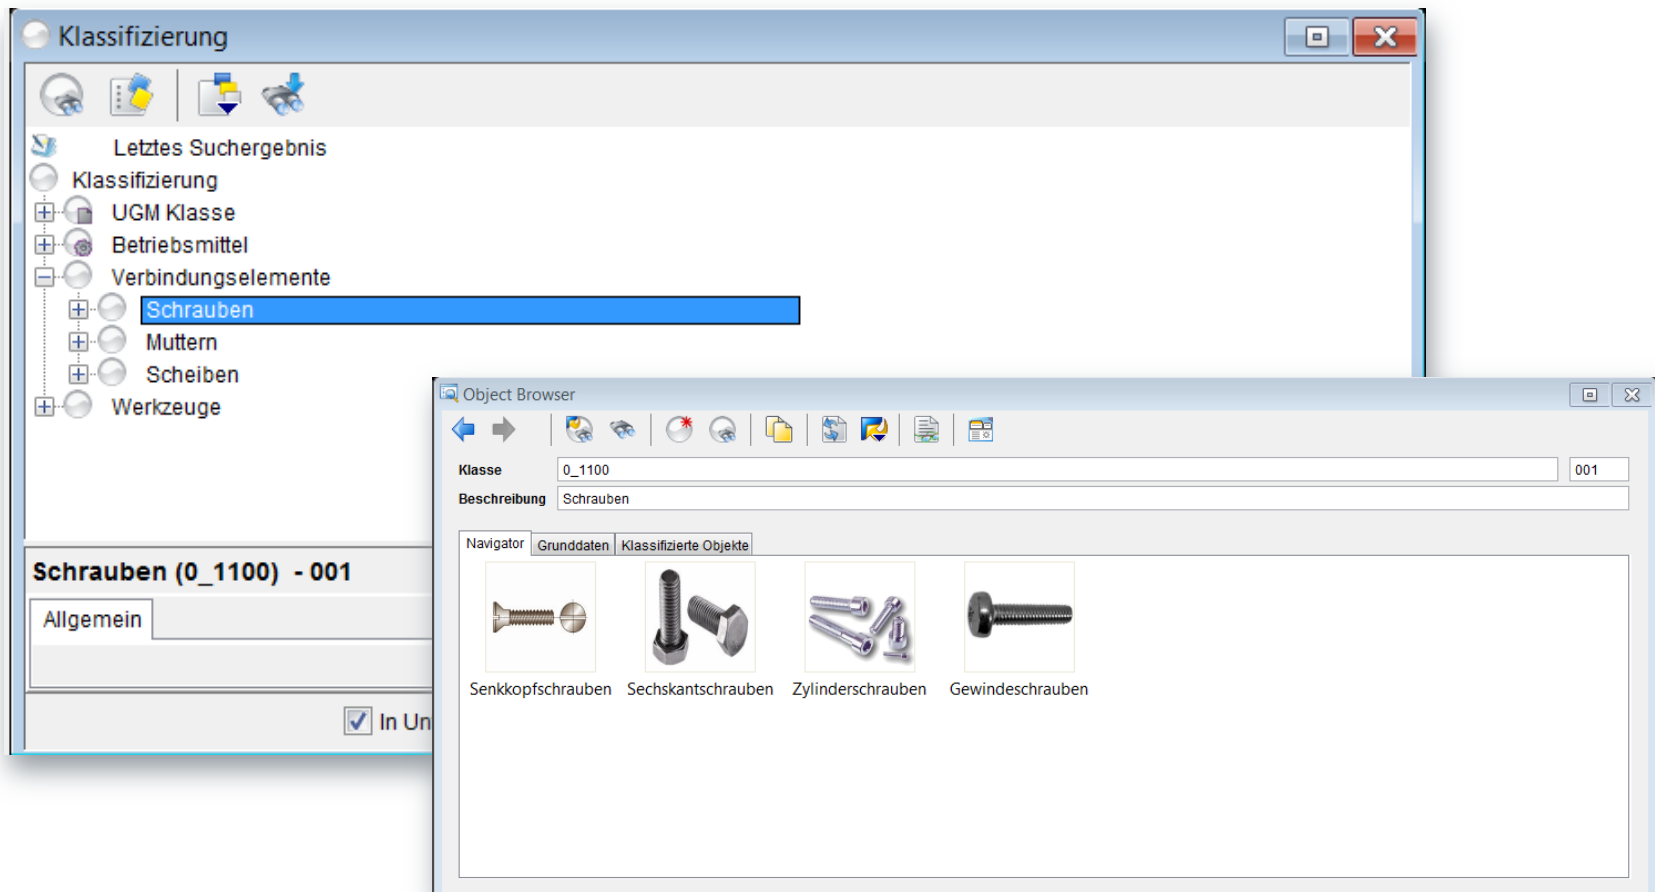 Klassifizierung
Letztes Suchergebnis
Klassifizierung
UGM Klasse
Betriebsmittel
Verbindungselemente
Schrauben
Muttern
Scheiben
Werkzeuge
Schrauben (0_1100) - 001
Allgemein
In Un
Object Browser
Klasse 0_1100 001
Beschreibung Schrauben
Navigator Grunddaten Klassifizierte Objekte
Senkkopfschrauben Sechskantschrauben Zylinderschrauben Gewindeschrauben